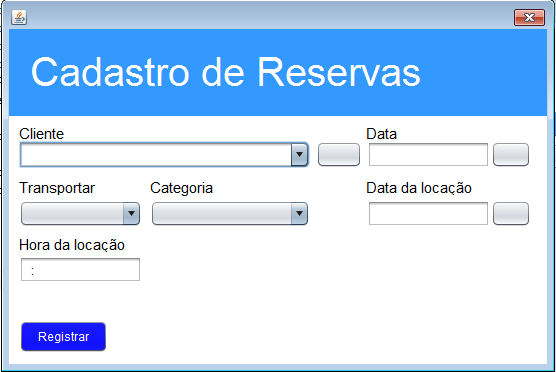 Cadastro de Reservas
Cliente
Data
Transportar
Categoria
Data da locação
Hora da locação
:
Registrar